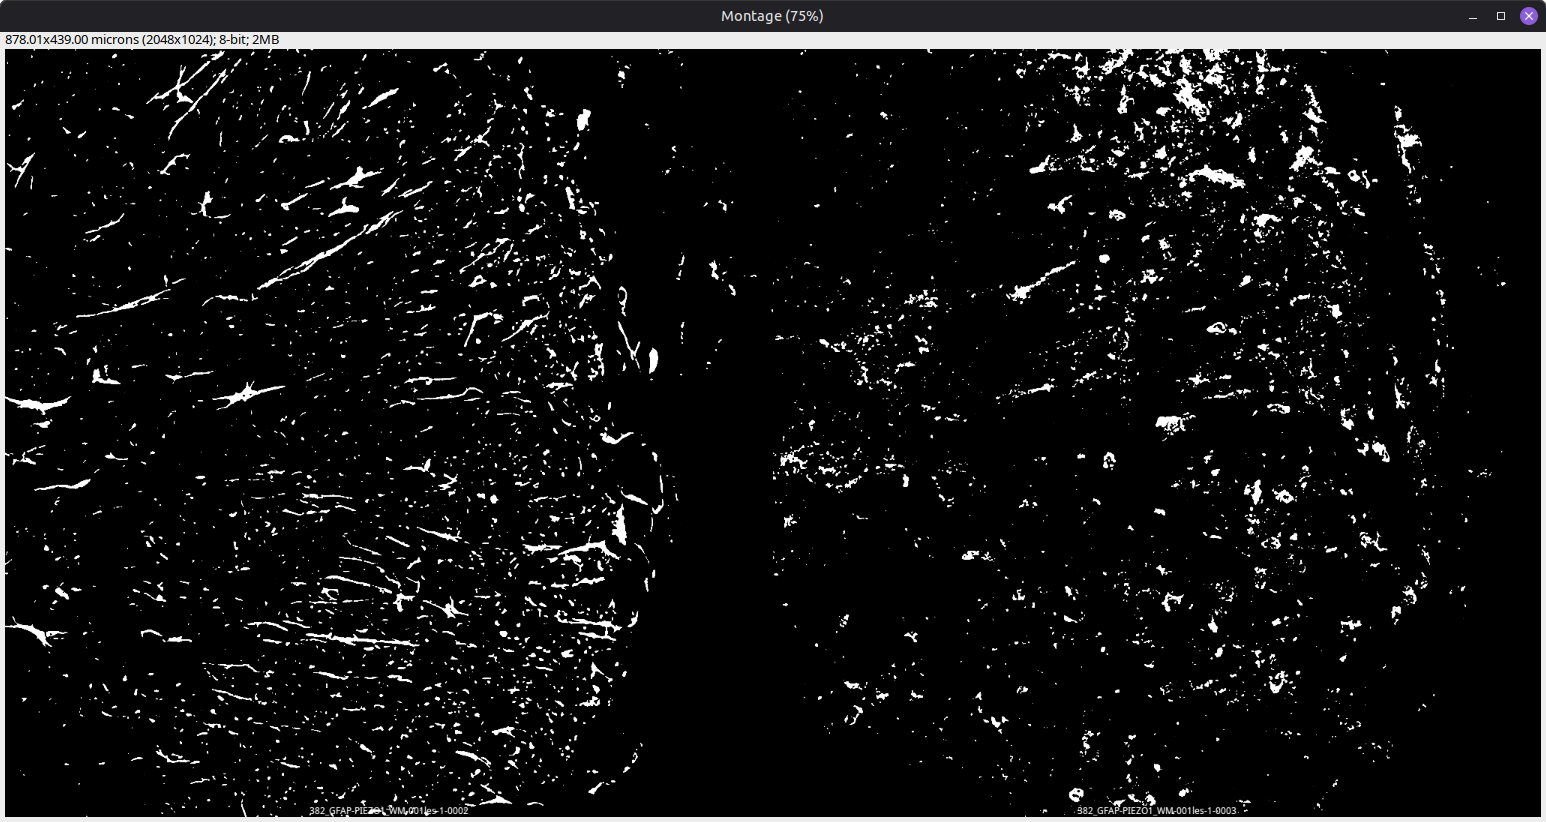 Montage (75%)
878.01x439.00 microns (2048x1024); 8-bit; 2MB
382_GFAP-PIEZO1_WM-001les-1-0002
382_GFAP-PIEZO1_WM-001les-1-0003